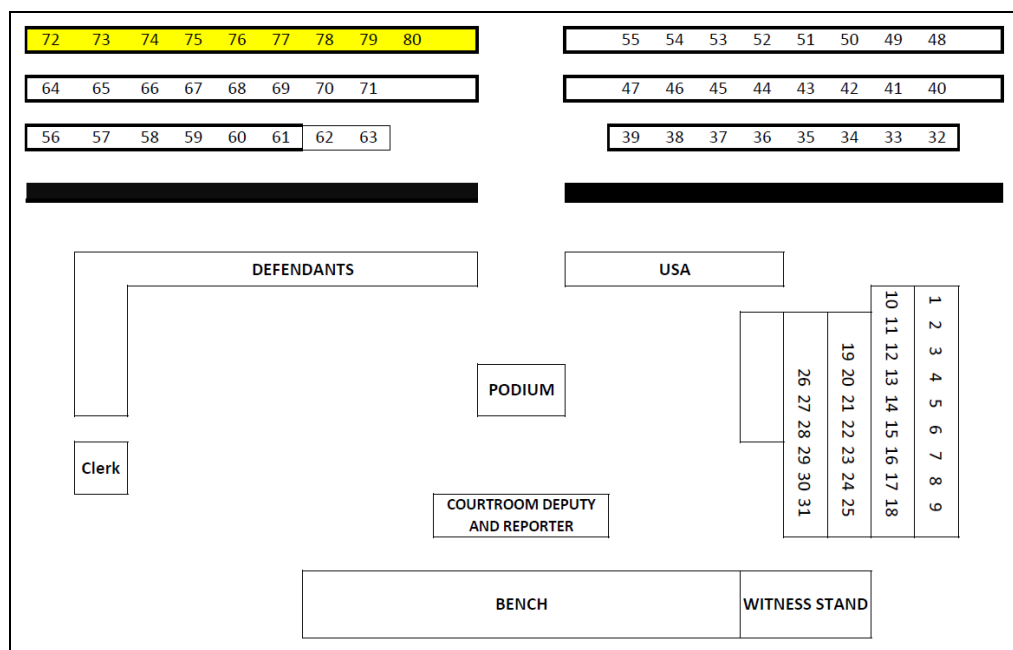 72 73 74 75 76 77 78 79 80 55 54 53 52 51 50 49 48
64 65 66 67 68 69 70 71 47 46 45 44 43 42 41 40
56 57 58 59 60 61 62 63 39 38 37 36 35 34 33 32
DEFENDANTS
USA
10 11 12 13 14 15 16 17 18
1 2 3 4 5 6 7 8 9
19 20 21 22 23 24 25
26 27 28 29 30 31
PODIUM
Clerk
COURTROOM DEPUTY
AND REPORTER
BENCH
WITNESS STAND